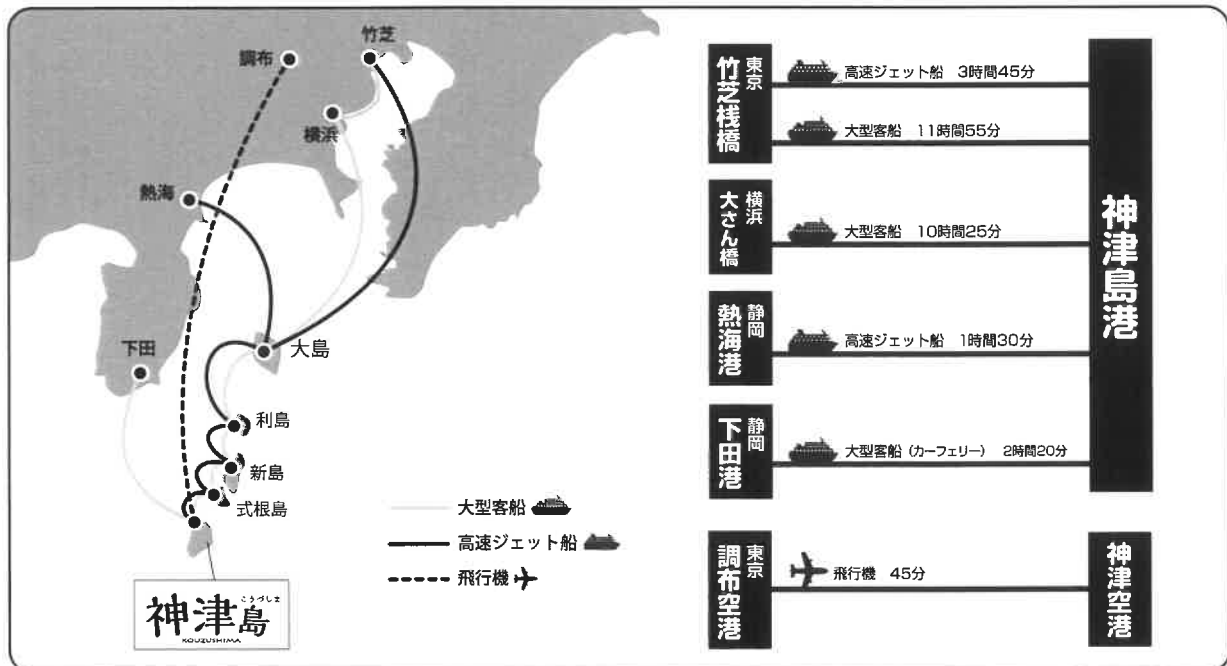 竹芝
調布
横浜
熱海
下田
大島
利島
新島
式根島
大型客船
高速ジェット船
飛行機
こうづしま
神津島
KOUZUSHIMA
東京
竹芝桟橋
高速ジェット船 3時間45分
大型客船 11時間55分
横浜
大さん橋
大型客船 10時間25分
静岡
熱海港
高速ジェット船 1時間30分
静岡
下田港
大型客船(カーフェリー) 2時間20分
神津島港
東京
調布空港
飛行機 45分
神津空港